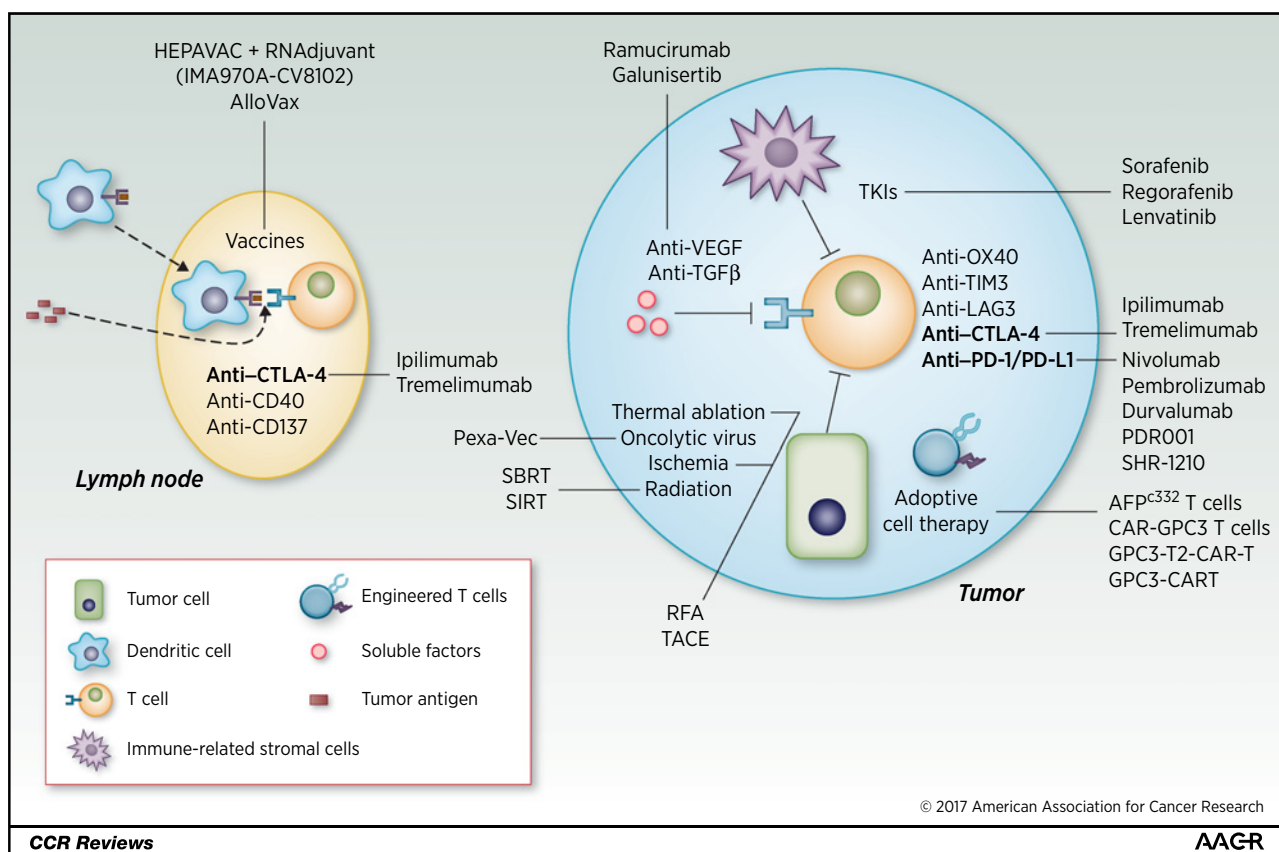 HEPAVAC + RNAdjuvant
(IMA970A-CV8102)
AlloVax
Vaccines
Anti–CTLA-4
Anti-CD40
Anti-CD137
Ipilimumab
Tremelimumab
Lymph node
Ramucirumab
Galunisertib
Anti-VEGF
Anti-TGFβ
TKIs
Sorafenib
Regorafenib
Lenvatinib
Anti-OX40
Anti-TIM3
Anti-LAG3
Anti–CTLA-4
Anti–PD-1/PD-L1
Ipilimumab
Tremelimumab
Nivolumab
Pembrolizumab
Durvalumab
PDR001
SHR-1210
Thermal ablation
Oncolytic virus
Ischemia
Radiation
Pexa-Vec
SBRT
SIRT
RFA
TACE
Adoptive
cell therapy
AFPᶜ³³² T cells
CAR-GPC3 T cells
GPC3-T2-CAR-T
GPC3-CART
Tumor
Tumor cell
Engineered T cells
Dendritic cell
Soluble factors
T cell
Tumor antigen
Immune-related stromal cells
© 2017 American Association for Cancer Research
CCR Reviews
AACR